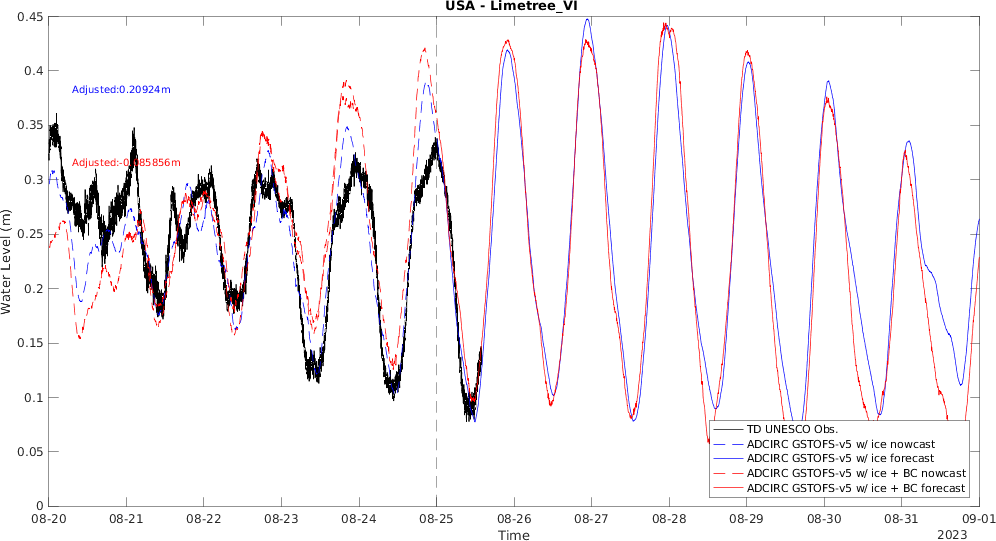 USA - Limetree_VI
0.45
0.4
0.35
0.3
0.25
0.2
0.15
0.1
0.05
0
Water Level (m)
Adjusted:0.20924m
Adjusted:-0.085856m
TD UNESCO Obs.
ADCIRC GSTOFS-v5 w/ ice nowcast
ADCIRC GSTOFS-v5 w/ ice forecast
ADCIRC GSTOFS-v5 w/ ice + BC nowcast
ADCIRC GSTOFS-v5 w/ ice + BC forecast
08-20 08-21 08-22 08-23 08-24 08-25 08-26 08-27 08-28 08-29 08-30 08-31 09-01
Time
2023